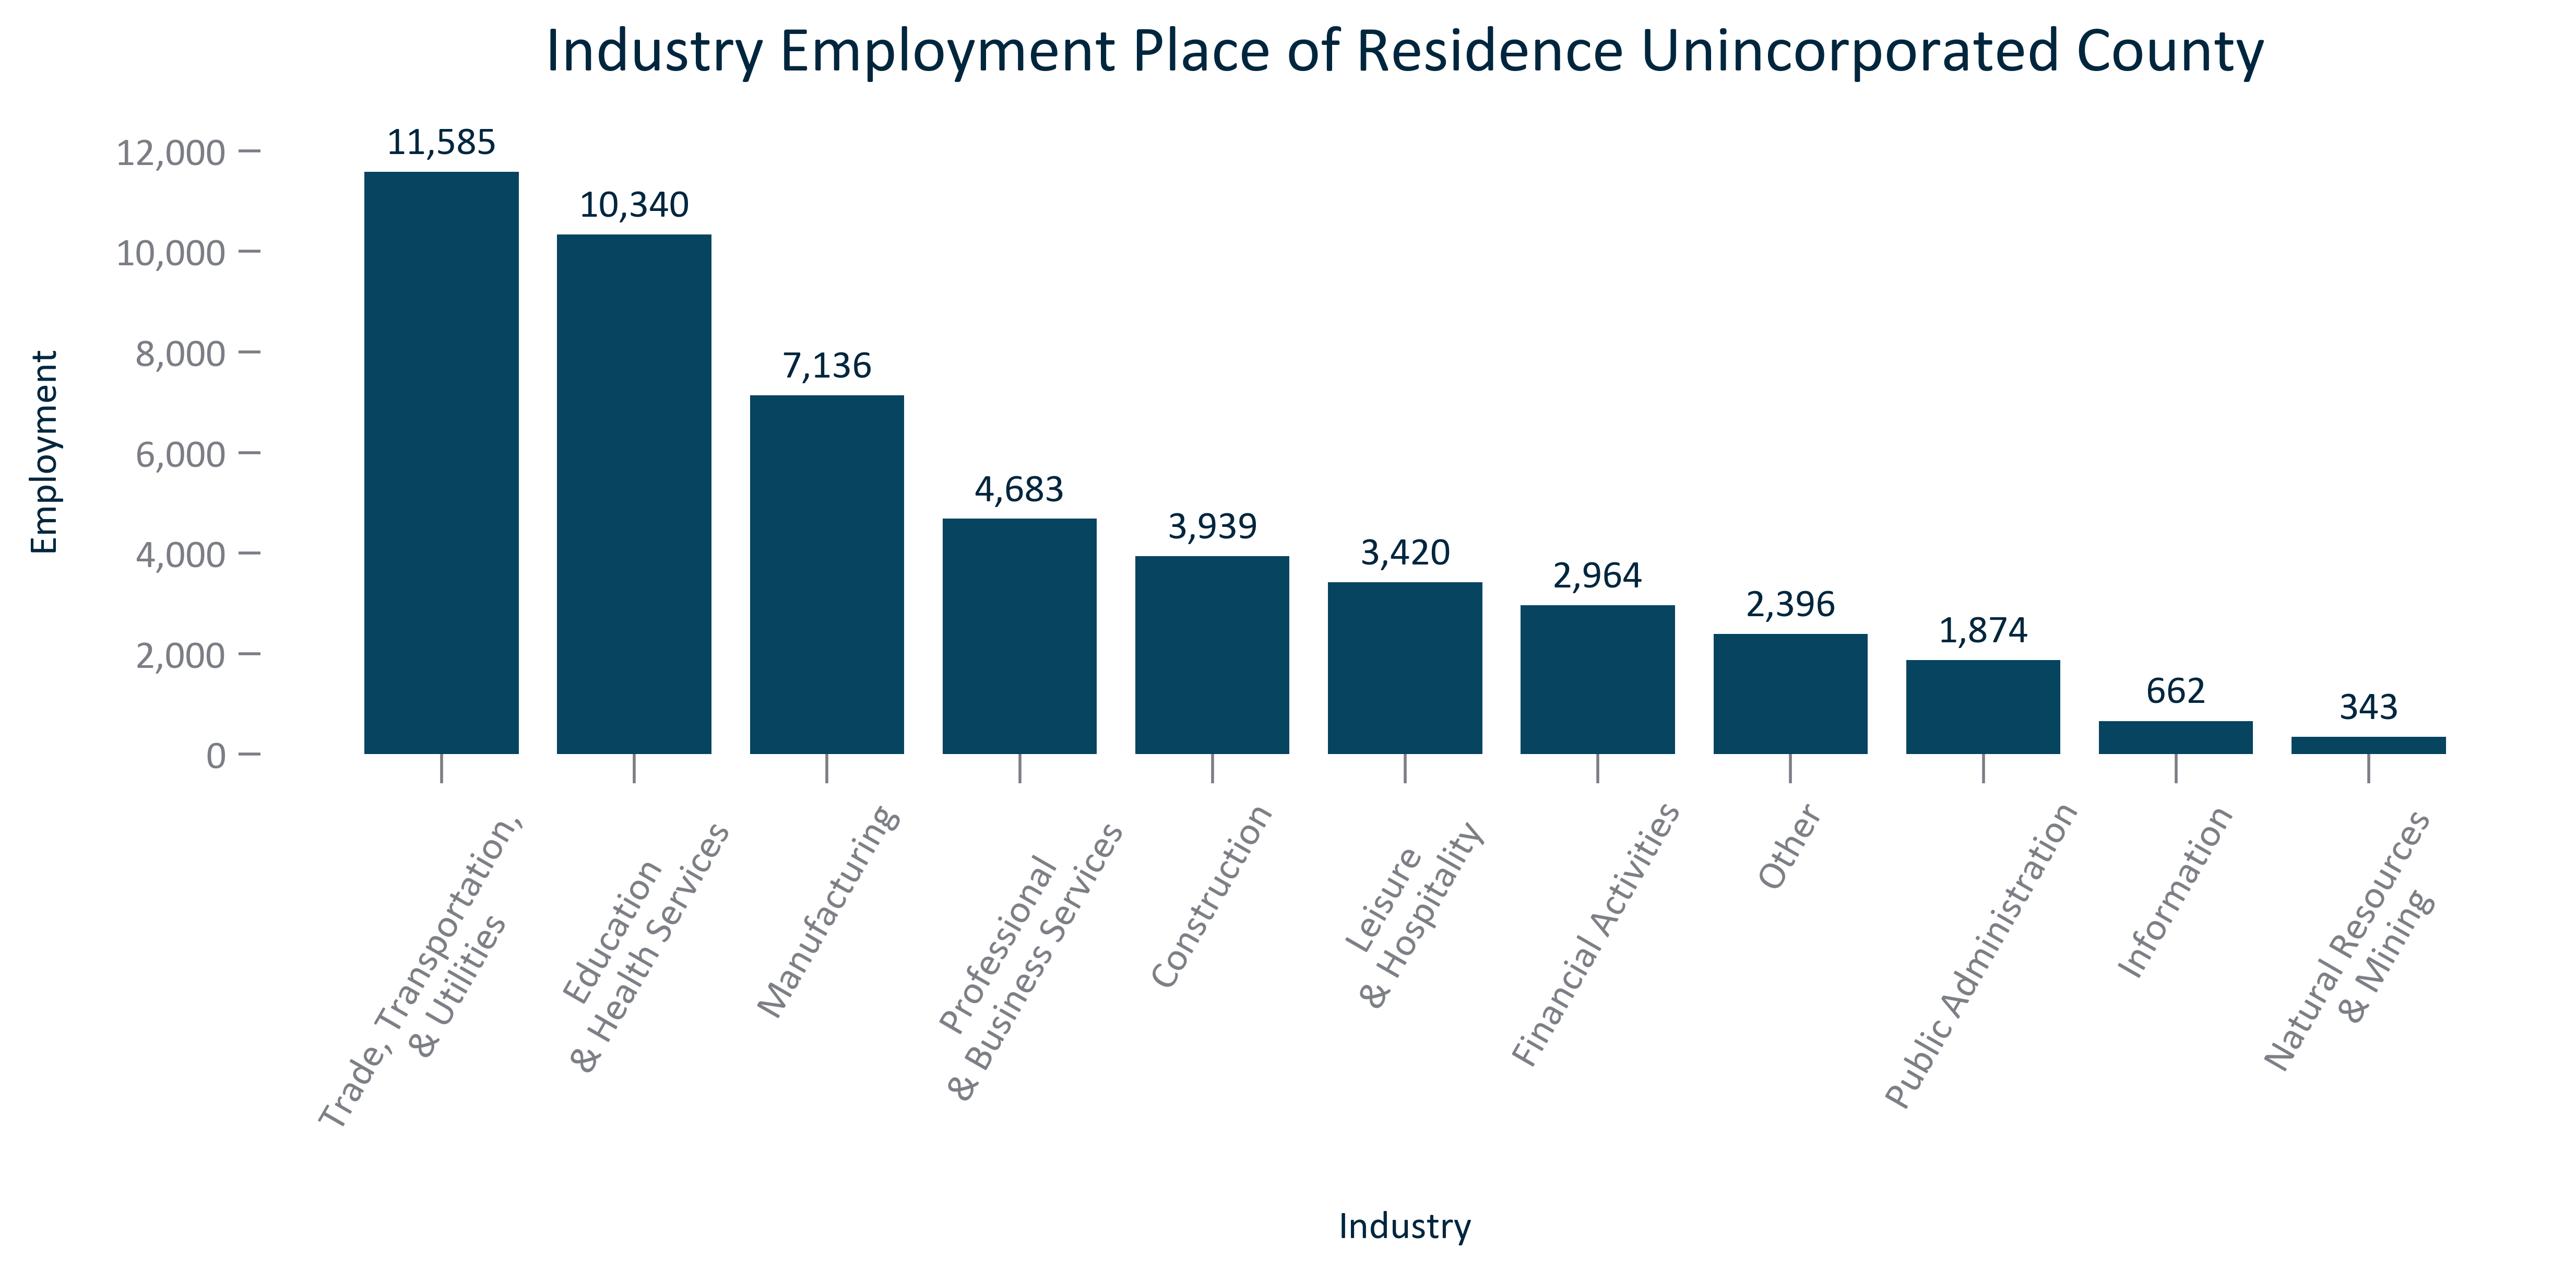 Industry Employment Place of Residence Unincorporated County
Employment
12,000
10,000
8,000
6,000
4,000
2,000
0
11,585
10,340
7,136
4,683
3,939
3,420
2,964
2,396
1,874
662
343
Trade, Transportation,
& Utilities
Education
& Health Services
Manufacturing
Professional
& Business Services
Construction
Leisure
& Hospitality
Financial Activities
Other
Public Administration
Information
Natural Resources
& Mining
Industry